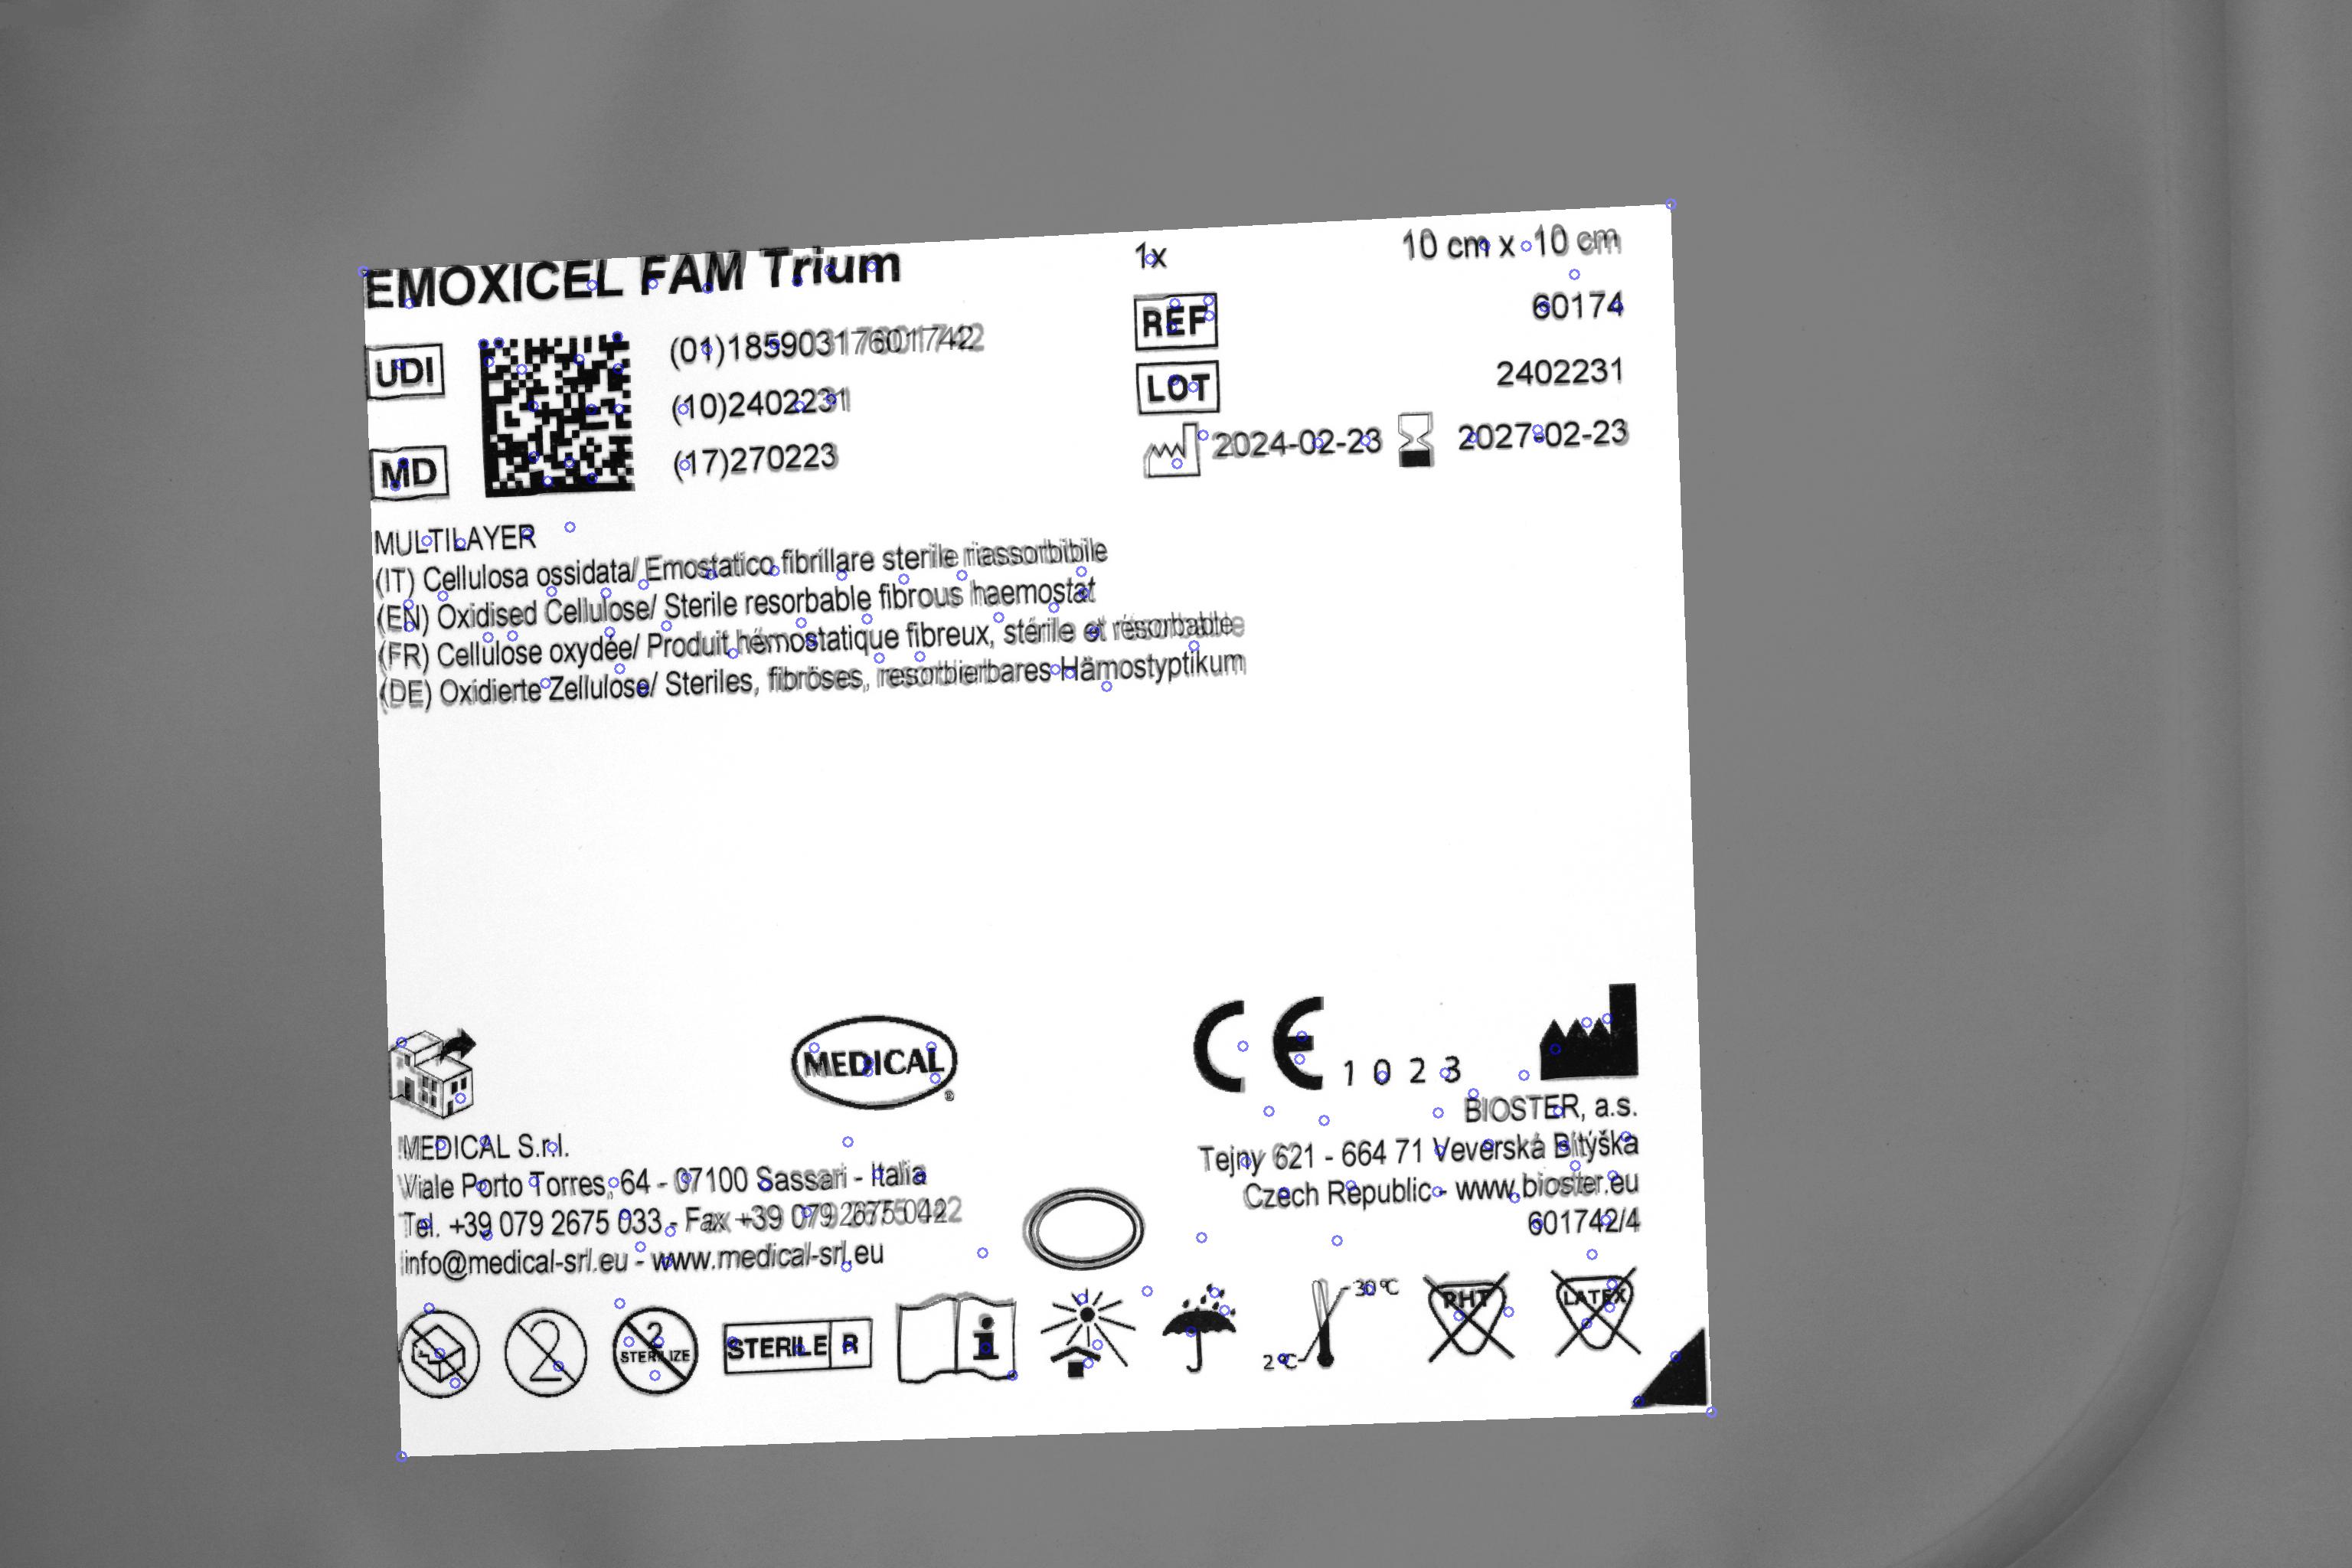 EMOXICEL FAM Trium
1x
10 cm x 10 cm
UDI
(01)18590317601742
REF
60174
(10)2402231
LOT
2402231
MD
(17)270223
2024-02-23
2027-02-23
MULTILAYER
(IT) Cellulosa ossidata/ Emostatico fibrillare sterile riassorbibile
(EN) Oxidised Cellulose/ Sterile resorbable fibrous haemostat
(FR) Cellulose oxydée/ Produit hémostatique fibreux, stérile et résorbable
(DE) Oxidierte Zellulose/ Steriles, fibröses, resorbierbares Hämostyptikum
MEDICAL ®
CE 1023
BIOSTER, a.s.
Tejny 621 - 664 71 Veverská Bítýška
Czech Republic - www.bioster.eu
601742/4
MEDICAL S.r.l.
Viale Porto Torres, 64 - 07100 Sassari - Italia
Tel. +39 079 2675 033 - Fax +39 079
info@medical-srl.eu - www.medical-srl.eu
2
2
STERILIZE
STERILE R
i
2°C
30°C
PHT
LATEX